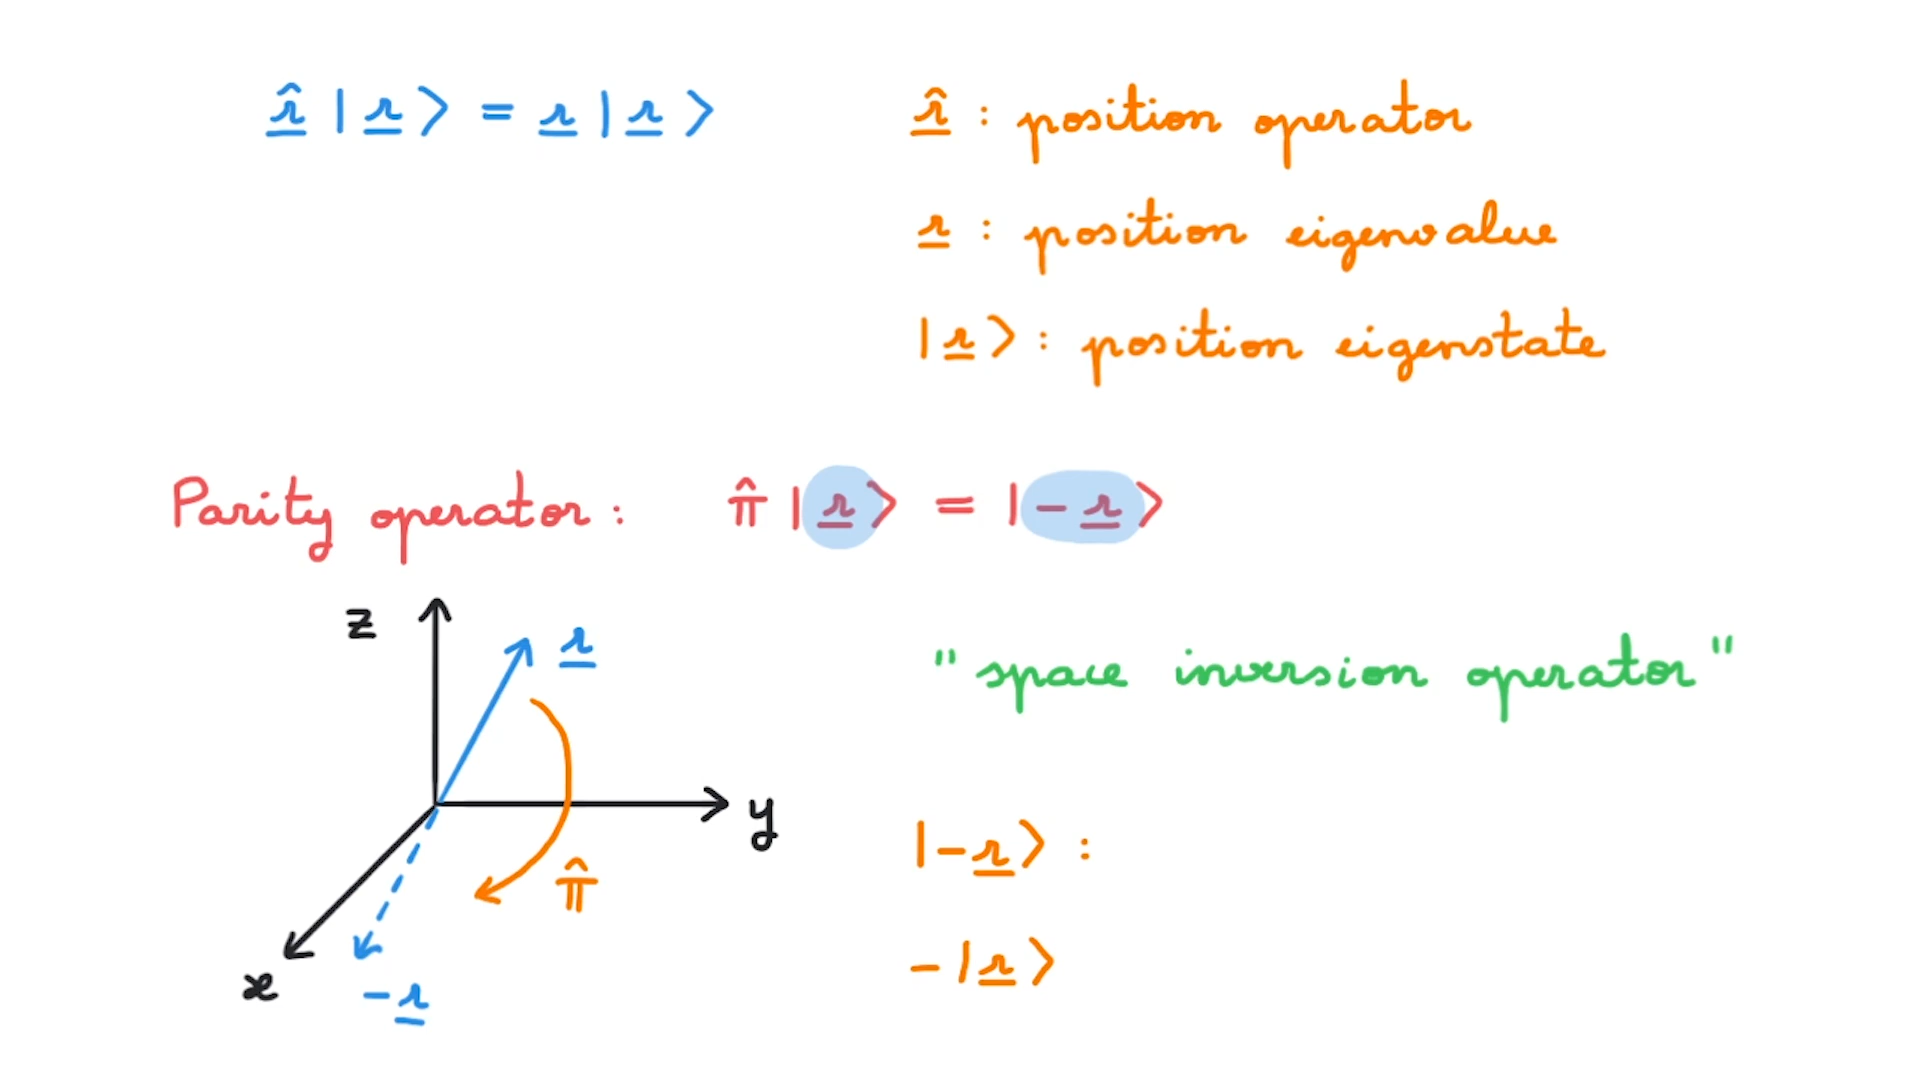 r̲̂ | r̲ ⟩ = r̲ | r̲ ⟩
r̲̂ : position operator
r̲ : position eigenvalue
| r̲ ⟩ : position eigenstate
Parity operator : π̂ | r̲ ⟩ = | - r̲ ⟩
z
r̲
"space inversion operator"
y
π̂
x
- r̲
| - r̲ ⟩ :
- | r̲ ⟩